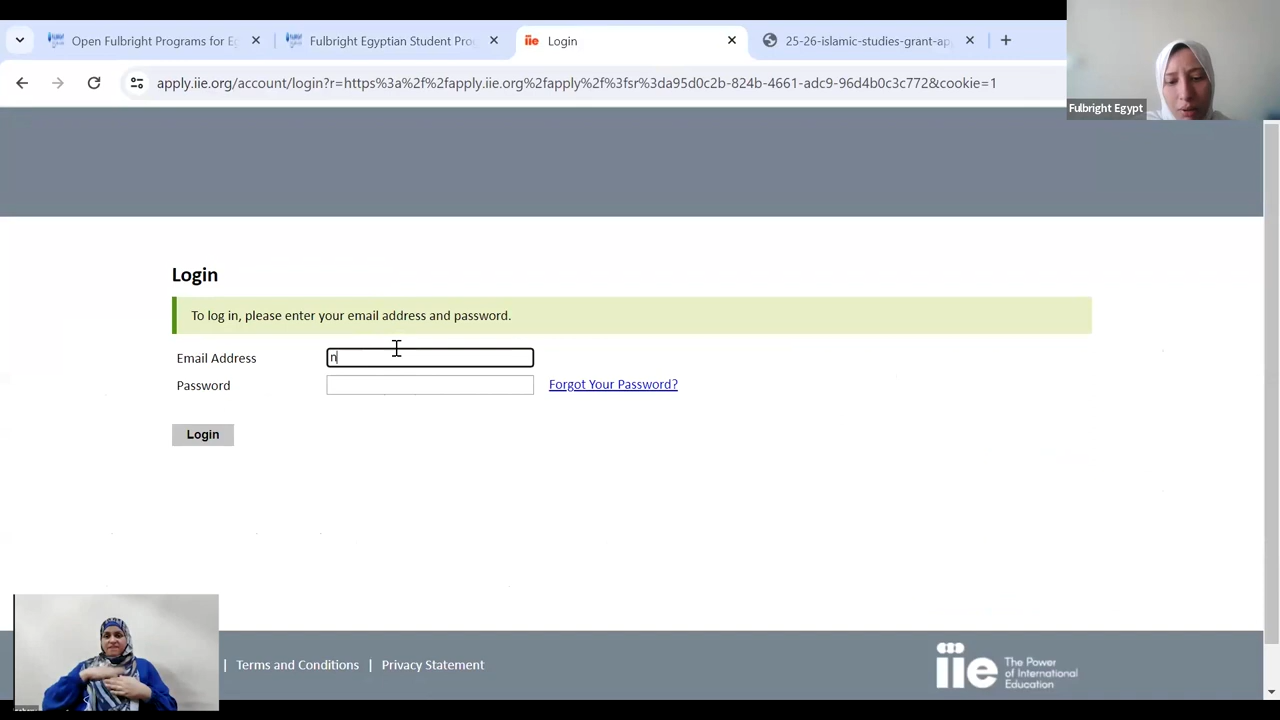 Open Fulbright Programs for Eg
Fulbright Egyptian Student Pro
iie Login
25-26-islamic-studies-grant-ap
apply.iie.org/account/login?r=https%3a%2f%2fapply.iie.org%2fapply%2f%3fsr%3da95d0c2b-824b-4661-adc9-96d4b0c3c772&cookie=1
Fulbright Egypt
Login
To log in, please enter your email address and password.
Email Address n
Password Forgot Your Password?
Login
| Terms and Conditions | Privacy Statement
iie The Power
of International
Education